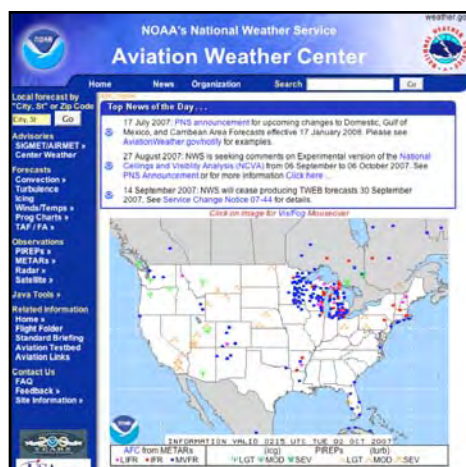 weather.gov
NOAA
NOAA's National Weather Service
Aviation Weather Center
Home News Organization Search Go
Local forecast by
"City, St" or Zip Code
City, St Go
Advisories
SIGMET/AIRMET »
Center Weather
Forecasts
Convection »
Turbulence
Icing
Winds/Temps »
Prog Charts »
TAF / FA »
Observations
PIREPs »
METARs »
Radar »
Satellite »
Java Tools »
Related Information
Home »
Flight Folder
Standard Briefing
Aviation Testbed
Aviation Links
Contact Us
FAQ
Feedback »
Site Information »
Top News of the Day . . .
17 July 2007: PNS announcement for upcoming changes to Domestic, Gulf of
Mexico, and Carribean Area Forecasts effective 17 January 2008. Please see
AviationWeather.gov/notify for examples.
27 August 2007: NWS is seeking comments on Experimental version of the National
Ceilings and Visiblity Analysis (NCVA) from 06 September to 06 October 2007. See
PNS Announcement or for more information Click here ...
14 September 2007: NWS will cease producing TWEB forecasts 30 September
2007. See Service Change Notice 07-44 for details.
Click on image for Vis/Fog Mouseover
INFORMATION VALID 0215 UTC TUE 02 OCT 2007
AFC from METARs (icg) PIREPs (turb)
LIFR IFR MVFR LGT MOD SEV LGT MOD SEV
200
YEARS